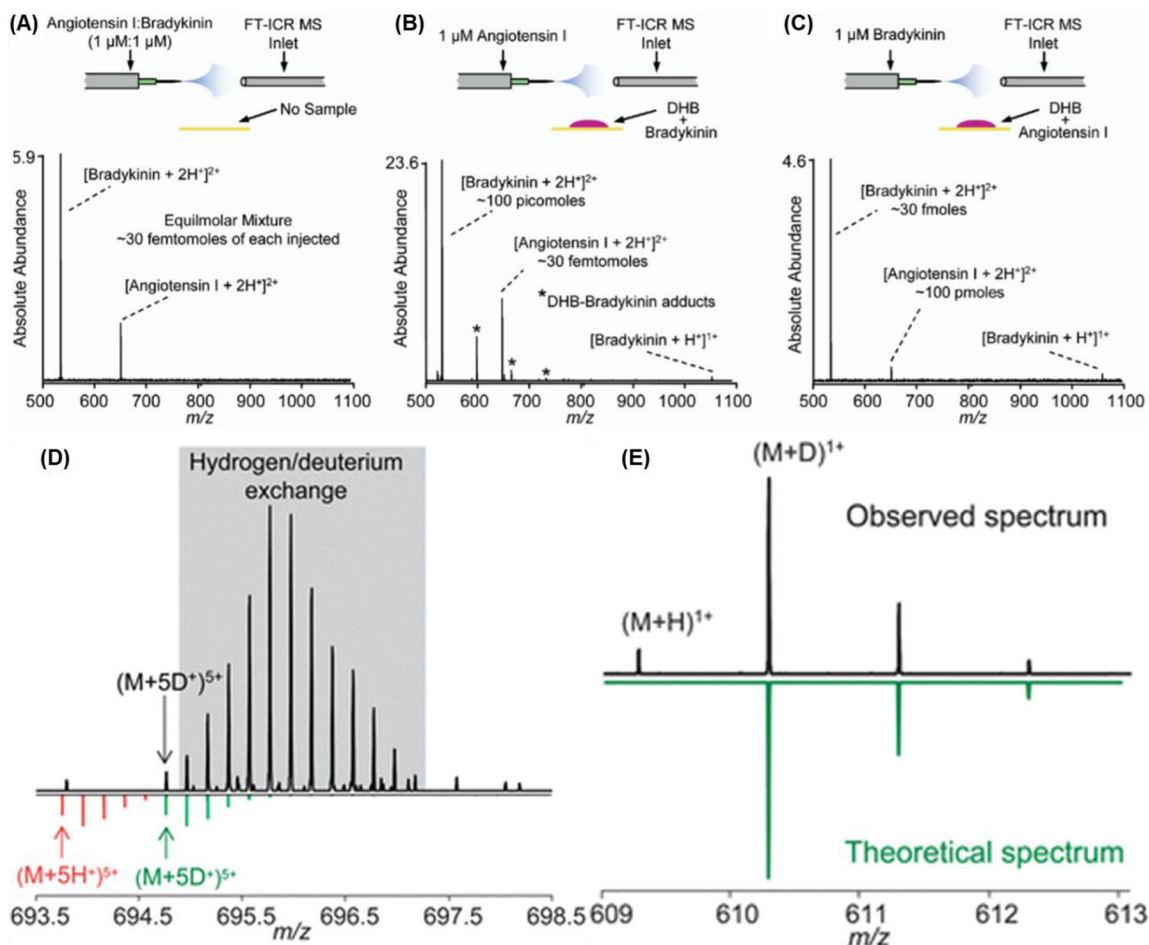 (A)
Angiotensin I:Bradykinin
(1 µM:1 µM)
FT-ICR MS
Inlet
No Sample
5.9
Absolute Abundance
[Bradykinin + 2H⁺]²⁺
Equilmolar Mixture
~30 femtomoles of each injected
[Angiotensin I + 2H⁺]²⁺
500 600 700 800 900 1000 1100
m/z
(B)
1 µM Angiotensin I
FT-ICR MS
Inlet
DHB
+
Bradykinin
23.6
Absolute Abundance
[Bradykinin + 2H⁺]²⁺
~100 picomoles
[Angiotensin I + 2H⁺]²⁺
~30 femtomoles
*DHB-Bradykinin adducts
[Bradykinin + H⁺]¹⁺
* * *
500 600 700 800 900 1000 1100
m/z
(C)
1 µM Bradykinin
FT-ICR MS
Inlet
DHB
+
Angiotensin I
4.6
Absolute Abundance
[Bradykinin + 2H⁺]²⁺
~30 fmoles
[Angiotensin I + 2H⁺]²⁺
~100 pmoles
[Bradykinin + H⁺]¹⁺
500 600 700 800 900 1000 1100
m/z
(D)
Hydrogen/deuterium
exchange
(M+5D⁺)⁵⁺
(M+5H⁺)⁵⁺ (M+5D⁺)⁵⁺
693.5 694.5 695.5 696.5 697.5 698.5
m/z
(E)
(M+D)¹⁺
Observed spectrum
(M+H)¹⁺
Theoretical spectrum
609 610 611 612 613
m/z